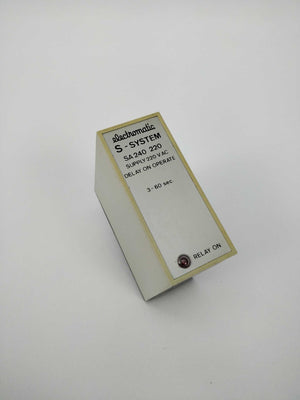 electromatic
S-SYSTEM
SA 240 220
SUPPLY 220 V AC
DELAY ON OPERATE
3-60 sec
RELAY ON